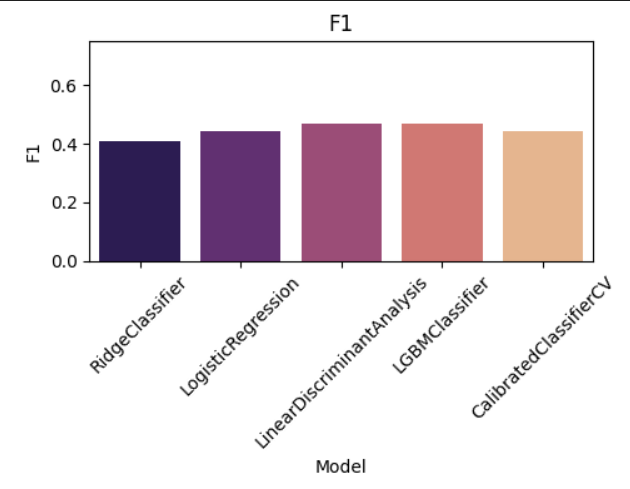 F1
0.6
0.4
0.2
0.0
F1
RidgeClassifier
LogisticRegression
LinearDiscriminantAnalysis
LGBMClassifier
CalibratedClassifierCV
Model